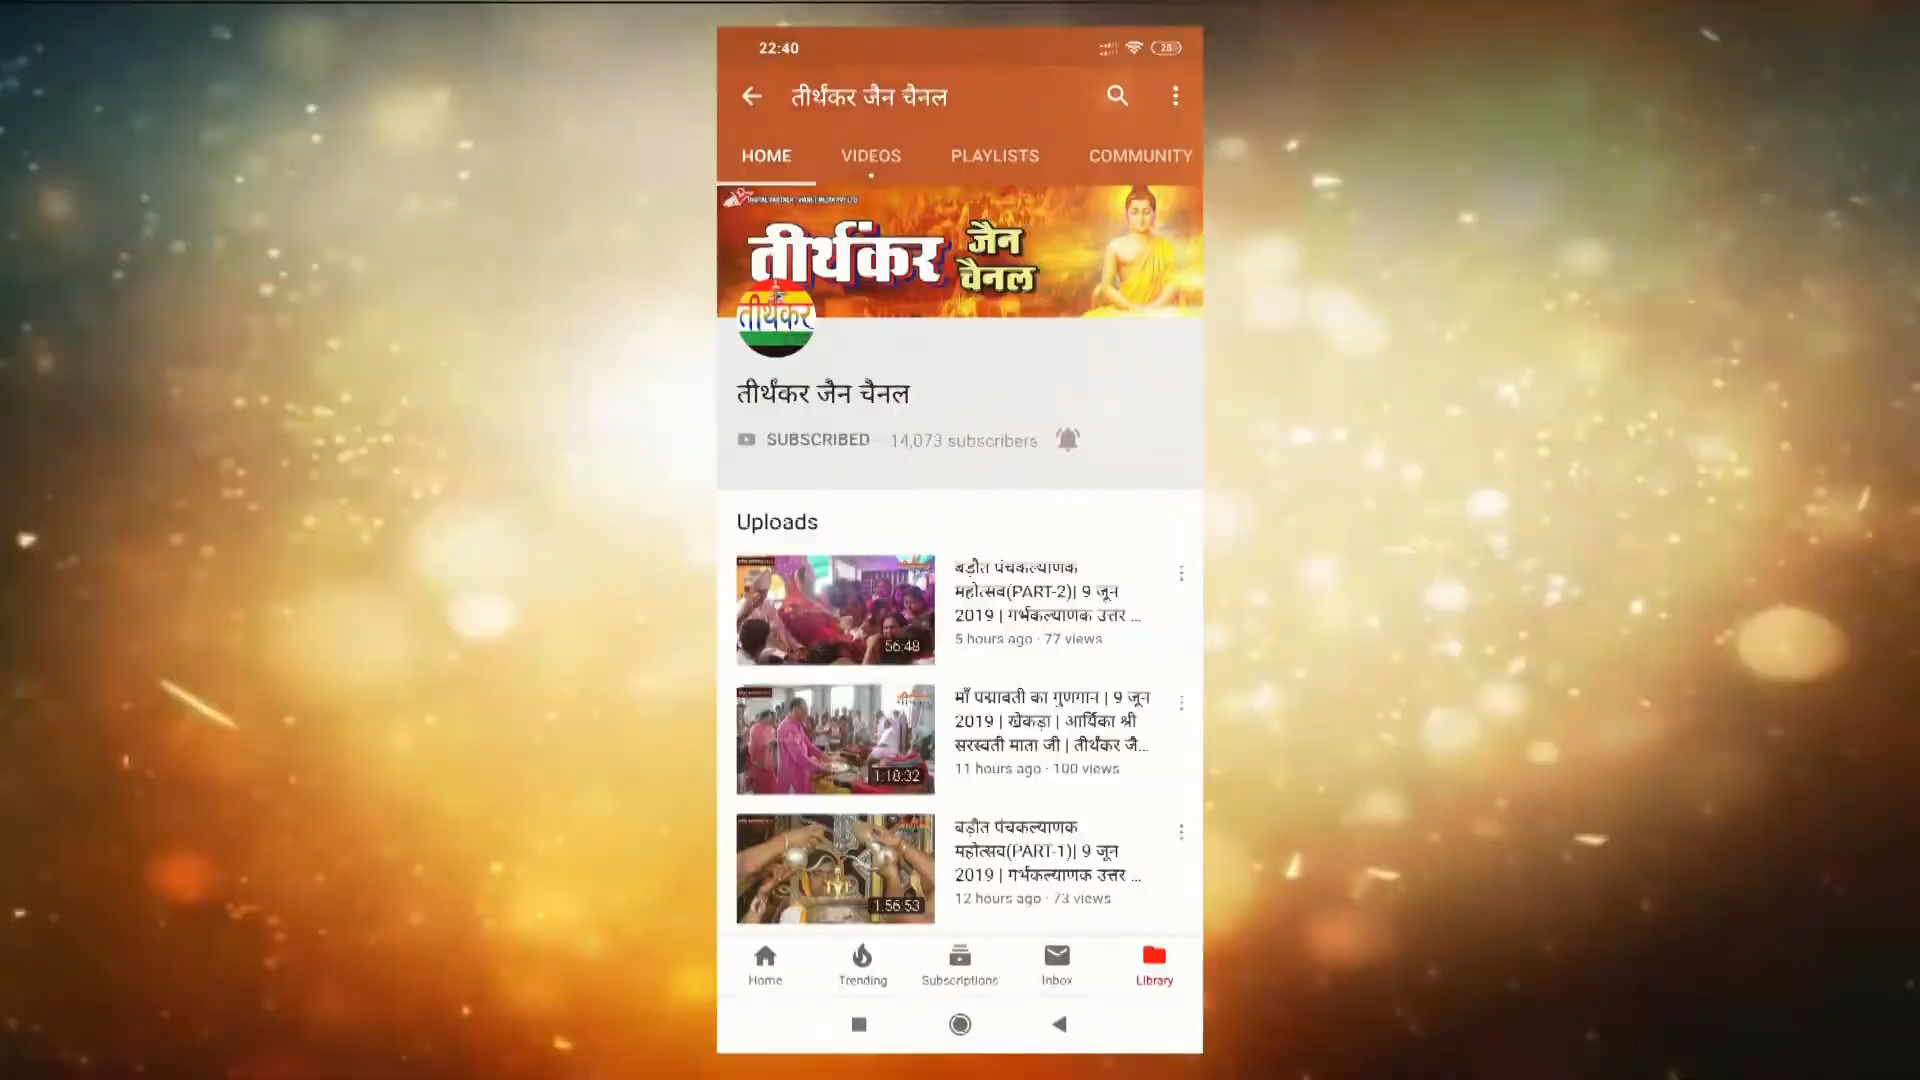 22:40
28
तीर्थंकर जैन चैनल
HOME VIDEOS PLAYLISTS COMMUNITY
तीर्थंकर जैन चैनल
तीर्थंकर
तीर्थंकर जैन चैनल
SUBSCRIBED 14,073 subscribers
Uploads
बड़ौत पंचकल्याणक
महोत्सव(PART-2)| 9 जून
2019 | गर्भकल्याणक उत्तर ...
5 hours ago · 77 views
56:48
माँ पद्मावती का गुणगान | 9 जून
2019 | खेकड़ा | आर्यिका श्री
सरस्वती माता जी | तीर्थंकर जै...
11 hours ago · 100 views
1:18:32
बड़ौत पंचकल्याणक
महोत्सव(PART-1)| 9 जून
2019 | गर्भकल्याणक उत्तर ...
12 hours ago · 73 views
1:56:53
Home Trending Subscriptions Inbox Library